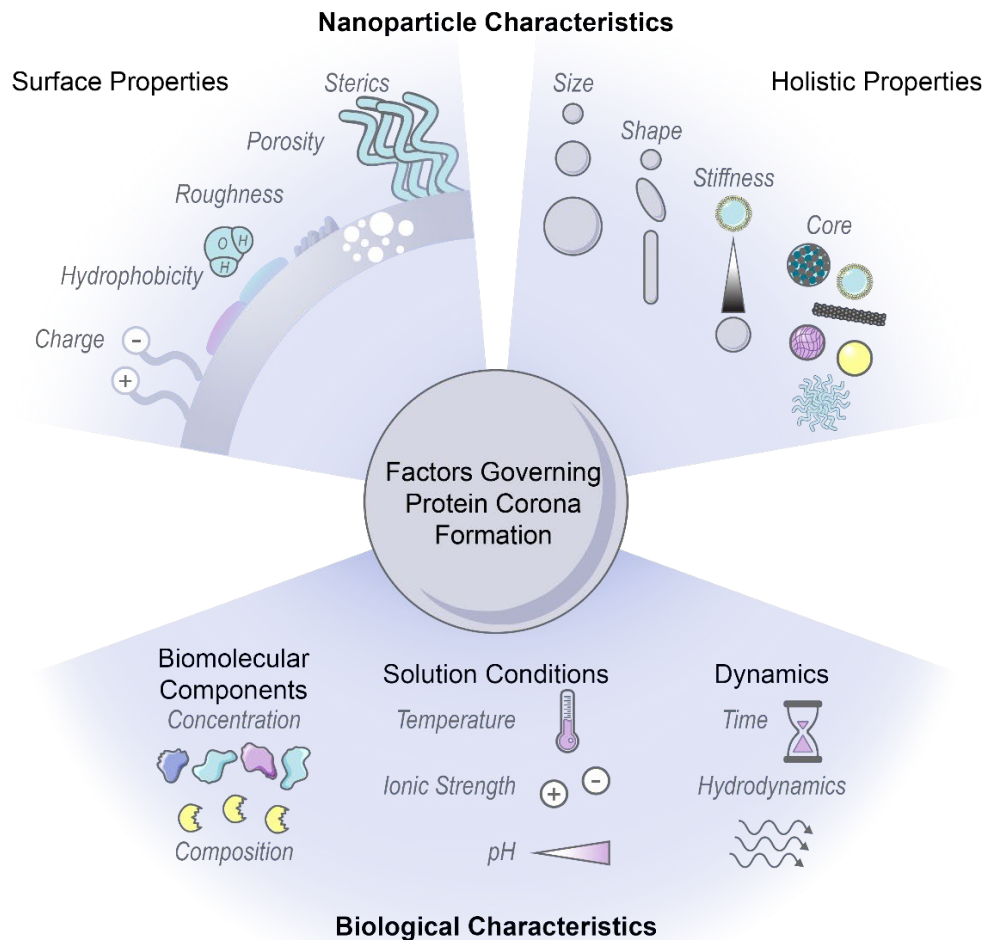 Nanoparticle Characteristics
Surface Properties
Sterics
Porosity
Roughness
O H
H
Hydrophobicity
Charge
-
+
Holistic Properties
Size
Shape
Stiffness
Core
Factors Governing
Protein Corona
Formation
Biomolecular
Components
Concentration
Composition
Solution Conditions
Temperature
Ionic Strength
+ -
pH
Dynamics
Time
Hydrodynamics
Biological Characteristics